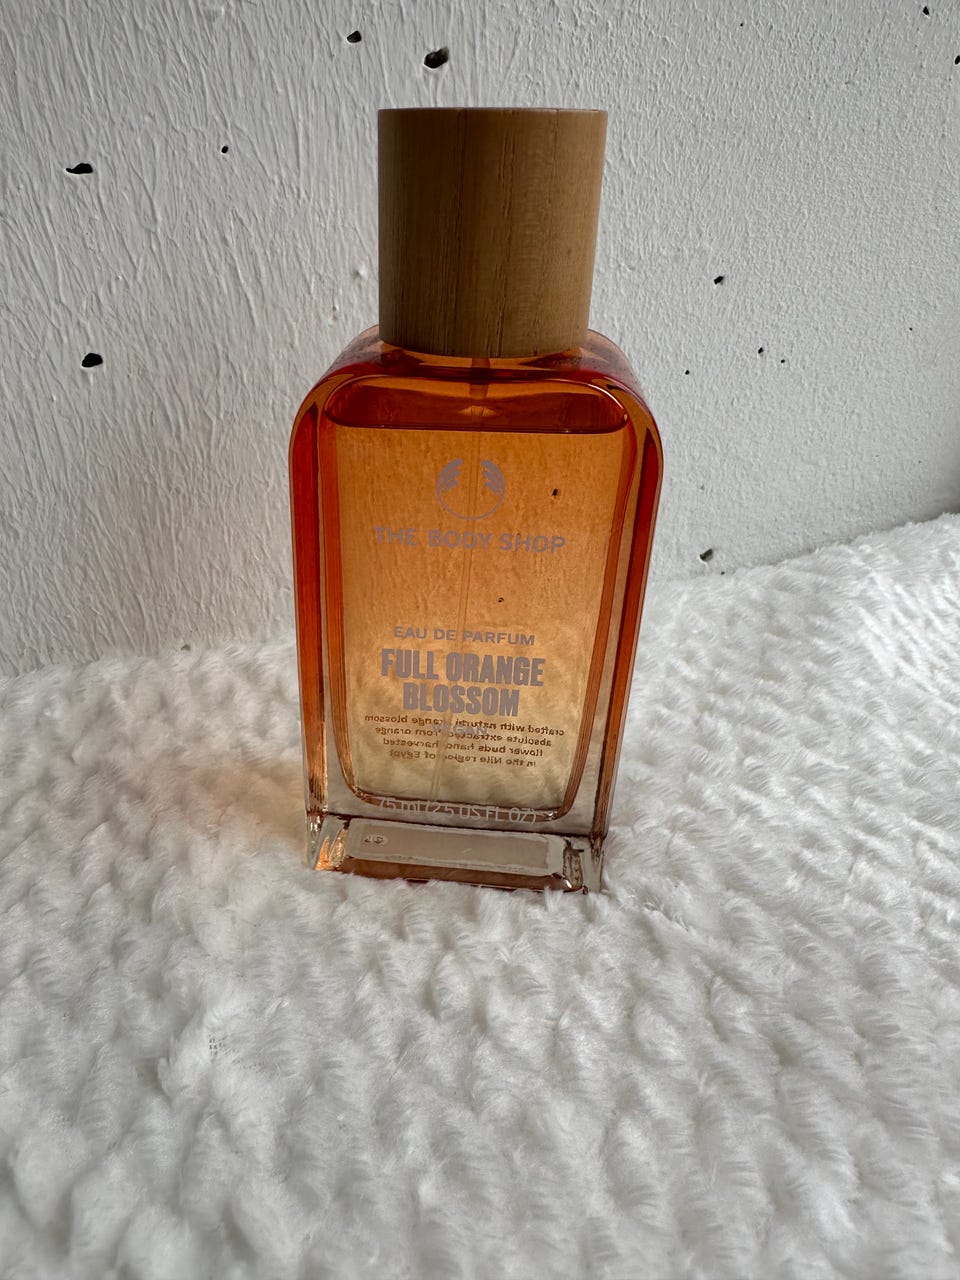 THE BODY SHOP
EAU DE PARFUM
FULL ORANGE
BLOSSOM
VEGAN
crafted with natural orange blossom
absolute extracted from orange
flower buds hand harvested
in the Nile region of Egypt
75 ml (2.5 US FL OZ)